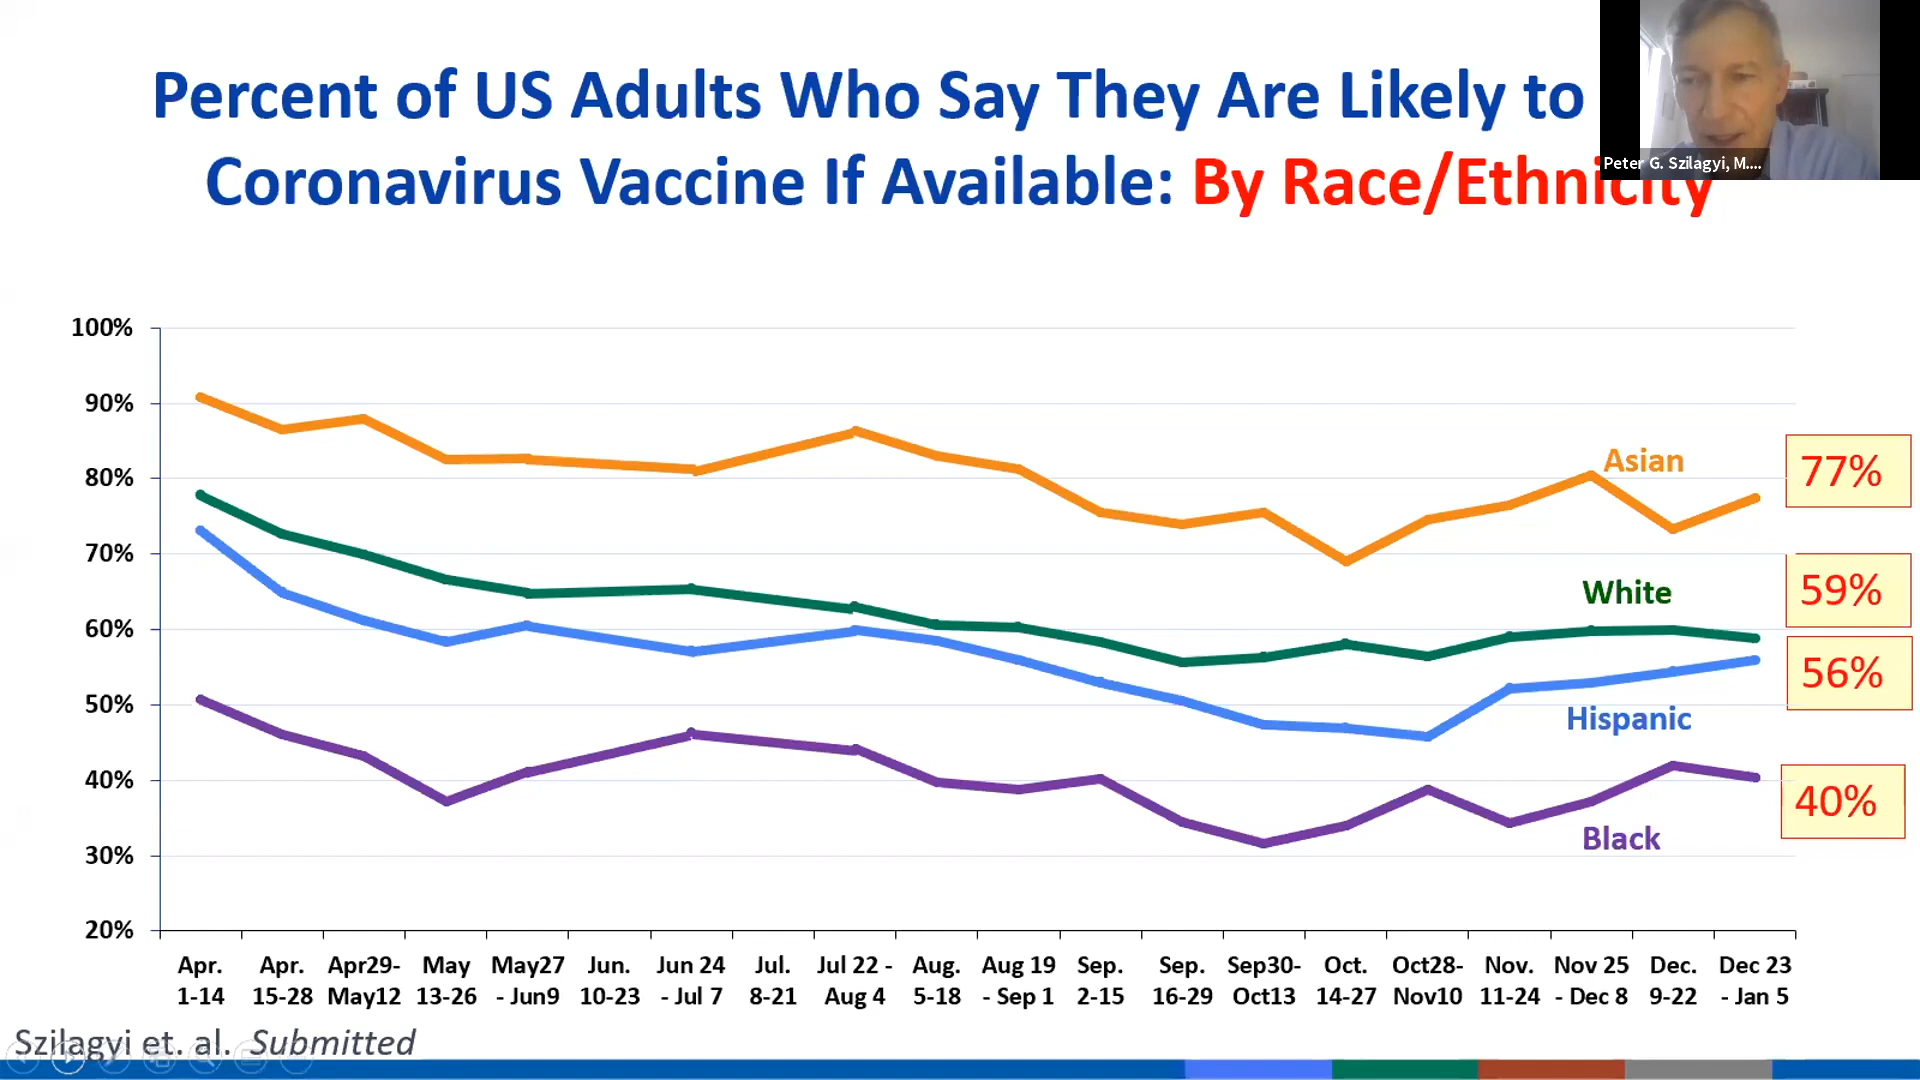 Percent of US Adults Who Say They Are Likely to
Coronavirus Vaccine If Available: By Race/Ethnicity
Peter G. Szilagyi, M....
100%
90%
80%
70%
60%
50%
40%
30%
20%
Asian
White
Hispanic
Black
77%
59%
56%
40%
Apr. 1-14
Apr. 15-28
Apr29- May12
May 13-26
May27 - Jun9
Jun. 10-23
Jun 24 - Jul 7
Jul. 8-21
Jul 22 - Aug 4
Aug. 5-18
Aug 19 - Sep 1
Sep. 2-15
Sep. 16-29
Sep30- Oct13
Oct. 14-27
Oct28- Nov10
Nov. 11-24
Nov 25 - Dec 8
Dec. 9-22
Dec 23 - Jan 5
Szilagyi et. al. Submitted